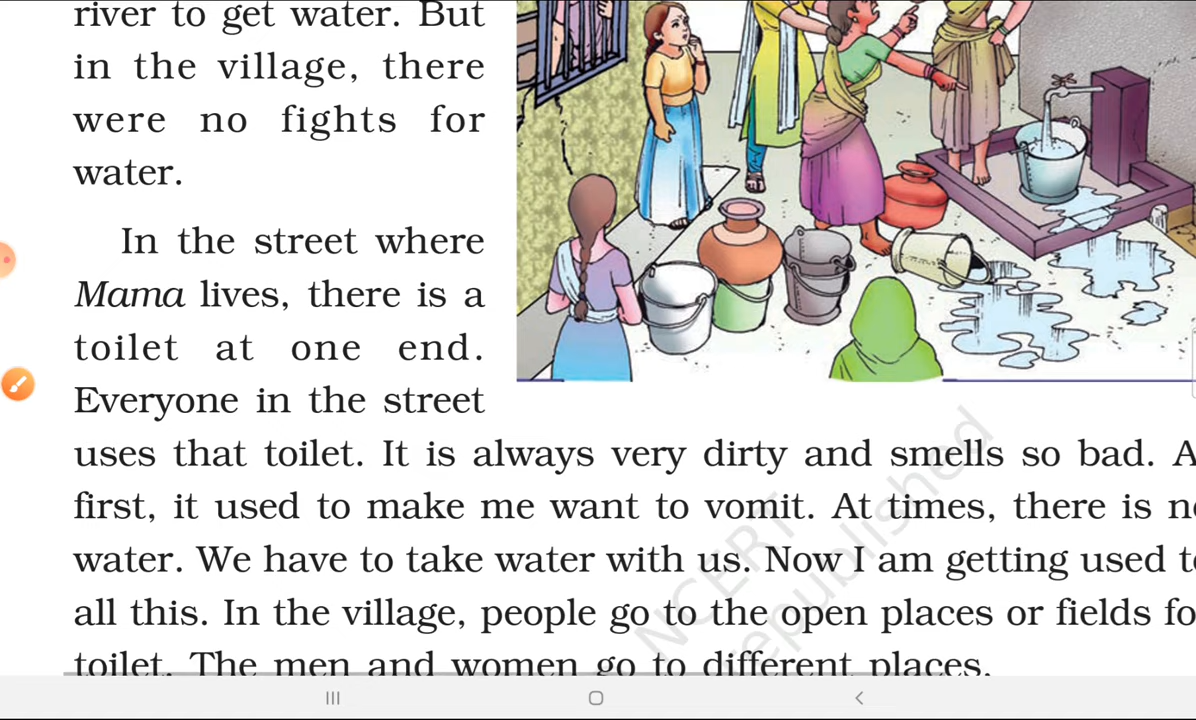 river to get water. But
in the village, there
were no fights for
water.
In the street where
Mama lives, there is a
toilet at one end.
Everyone in the street
uses that toilet. It is always very dirty and smells so bad. A
first, it used to make me want to vomit. At times, there is n
water. We have to take water with us. Now I am getting used t
all this. In the village, people go to the open places or fields fo
toilet. The men and women go to different places.
NCERT
republished